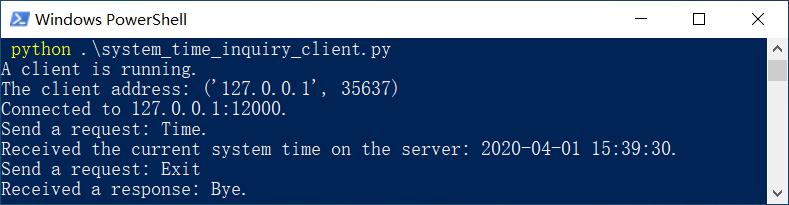 Windows PowerShell
python .\system_time_inquiry_client.py
A client is running.
The client address: ('127.0.0.1', 35637)
Connected to 127.0.0.1:12000.
Send a request: Time.
Received the current system time on the server: 2020-04-01 15:39:30.
Send a request: Exit
Received a response: Bye.